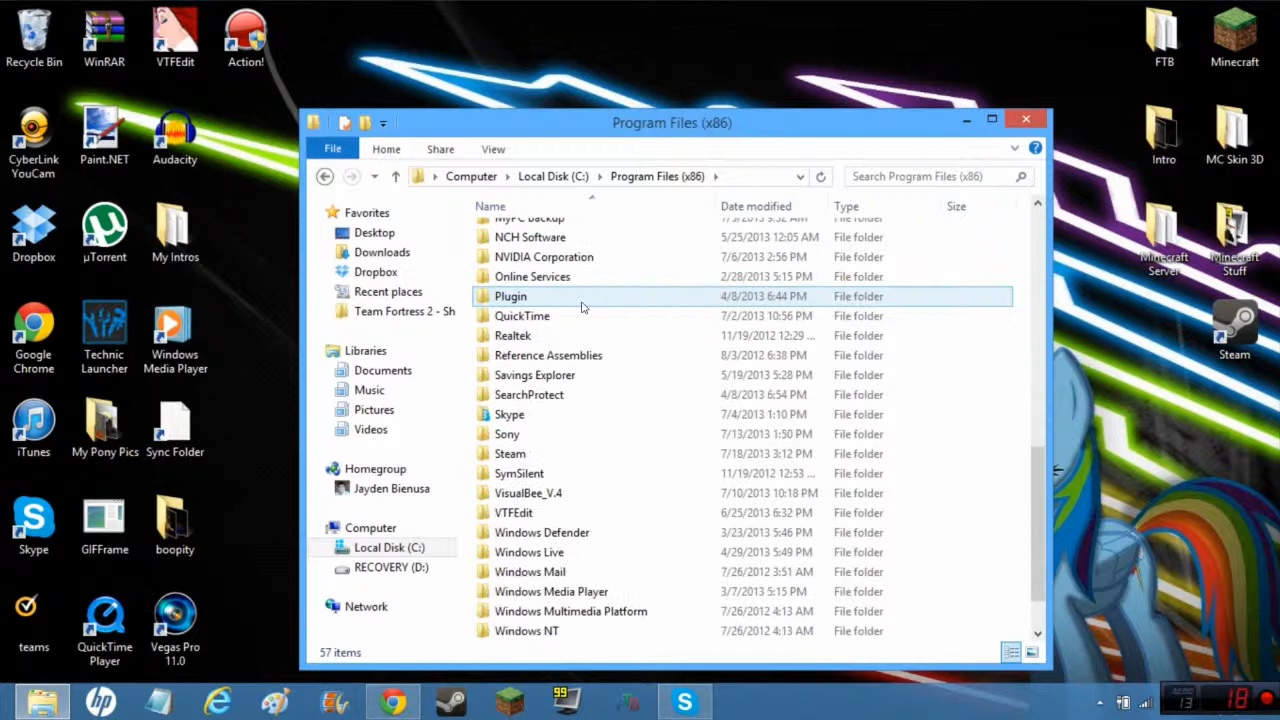 Recycle Bin
WinRAR
VTFEdit
Action!
CyberLink YouCam
Paint.NET
Audacity
Dropbox
µTorrent
My Intros
Google Chrome
Technic Launcher
Windows Media Player
iTunes
My Pony Pics
Sync Folder
Skype
GIFFrame
boopity
teams
QuickTime Player
Vegas Pro 11.0
Program Files (x86)
File Home Share View
Computer Local Disk (C:) Program Files (x86)
Search Program Files (x86)
Favorites
Desktop
Downloads
Dropbox
Recent places
Team Fortress 2 - Sh
Libraries
Documents
Music
Pictures
Videos
Homegroup
Jayden Bienusa
Computer
Local Disk (C:)
RECOVERY (D:)
Network
Name Date modified Type Size
MyPC Backup 7/5/2013 9:52 AM File folder
NCH Software 5/25/2013 12:05 AM File folder
NVIDIA Corporation 7/6/2013 2:56 PM File folder
Online Services 2/28/2013 5:15 PM File folder
Plugin 4/8/2013 6:44 PM File folder
QuickTime 7/2/2013 10:56 PM File folder
Realtek 11/19/2012 12:29 ... File folder
Reference Assemblies 8/3/2012 6:38 PM File folder
Savings Explorer 5/19/2013 5:28 PM File folder
SearchProtect 4/8/2013 6:54 PM File folder
Skype 7/4/2013 1:10 PM File folder
Sony 7/13/2013 1:50 PM File folder
Steam 7/18/2013 3:12 PM File folder
SymSilent 11/19/2012 12:53 ... File folder
VisualBee_V.4 7/10/2013 10:18 PM File folder
VTFEdit 6/25/2013 6:32 PM File folder
Windows Defender 3/23/2013 5:46 PM File folder
Windows Live 4/29/2013 5:49 PM File folder
Windows Mail 7/26/2012 3:51 AM File folder
Windows Media Player 3/7/2013 5:15 PM File folder
Windows Multimedia Platform 7/26/2012 4:13 AM File folder
Windows NT 7/26/2012 4:13 AM File folder
57 items
FTB
Minecraft
Intro
MC Skin 3D
Minecraft Server
Minecraft Stuff
Steam
99
13
18